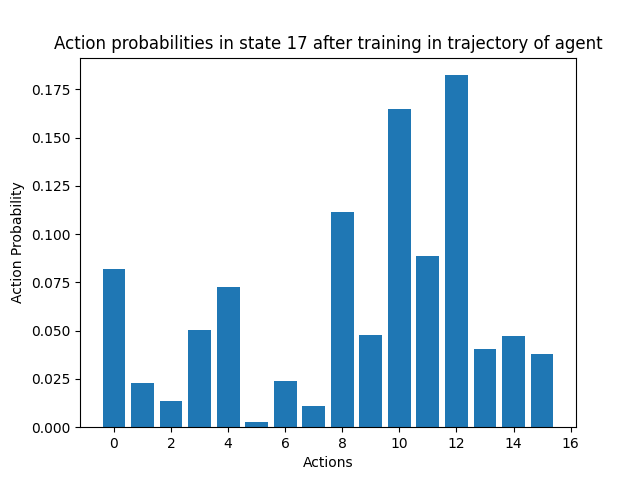 Action probabilities in state 17 after training in trajectory of agent
0.175
0.150
0.125
0.100
0.075
0.050
0.025
0.000
Action Probability
0 2 4 6 8 10 12 14 16
Actions